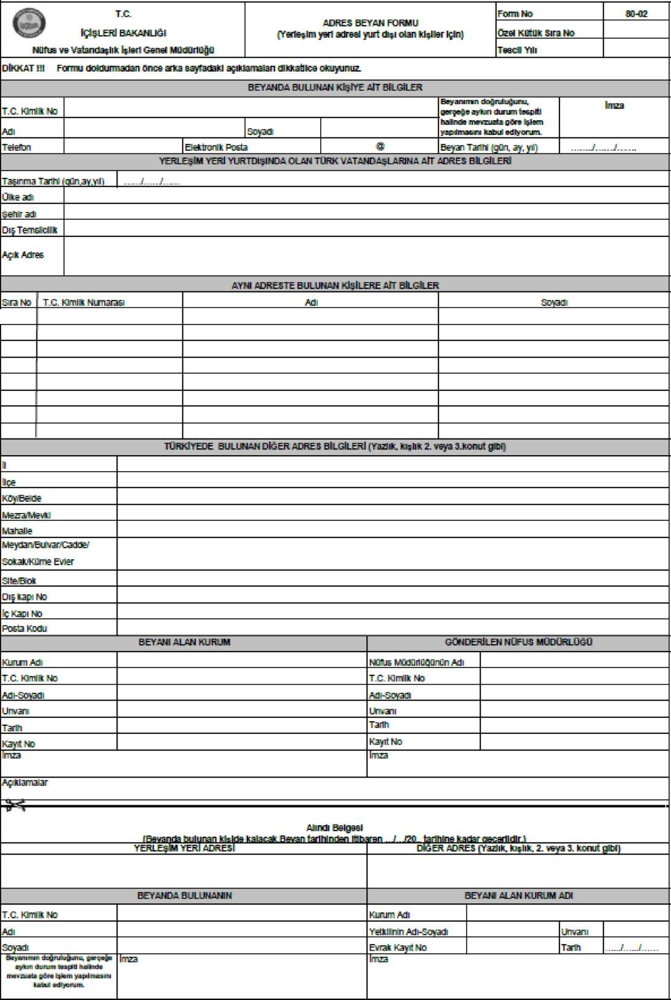 T.C.
İÇİŞLERİ BAKANLIĞI
Nüfus ve Vatandaşlık İşleri Genel Müdürlüğü
ADRES BEYAN FORMU
(Yerleşim yeri adresi yurt dışı olan kişiler için)
Form No 80-02
Özel Kütük Sıra No
Tescil Yılı
DİKKAT !!! Formu doldurmadan önce arka sayfadaki açıklamaları dikkatlice okuyunuz.
BEYANDA BULUNAN KİŞİYE AİT BİLGİLER
T.C. Kimlik No
Beyanımın doğruluğunu,
gerçeğe aykırı durum tespiti
halinde mevzuata göre işlem
yapılmasını kabul ediyorum.
İmza
Adı Soyadı
Telefon Elektronik Posta @ Beyan Tarihi (gün, ay, yıl) ......../......./.......
YERLEŞİM YERİ YURTDIŞINDA OLAN TÜRK VATANDAŞLARINA AİT ADRES BİLGİLERİ
Taşınma Tarihi (gün,ay,yıl) ....../....../......
Ülke adı
Şehir adı
Dış Temsilcilik
Açık Adres
AYNI ADRESTE BULUNAN KİŞİLERE AİT BİLGİLER
Sıra No T.C. Kimlik Numarası Adı Soyadı
TÜRKİYEDE BULUNAN DİĞER ADRES BİLGİLERİ (Yazlık, kışlık 2. veya 3.konut gibi)
İl
İlçe
Köy/Belde
Mezra/Mevki
Mahalle
Meydan/Bulvar/Cadde/
Sokak/Küme Evler
Site/Blok
Dış kapı No
İç Kapı No
Posta Kodu
BEYANI ALAN KURUM GÖNDERİLEN NÜFUS MÜDÜRLÜĞÜ
Kurum Adı Nüfus Müdürlüğünün Adı
T.C. Kimlik No T.C. Kimlik No
Adı-Soyadı Adı-Soyadı
Unvanı Unvanı
Tarih Tarih
Kayıt No Kayıt No
İmza İmza
Açıklamalar
Alındı Belgesi
(Beyanda bulunan kişide kalacak.Beyan tarihinden itibaren .../.../20.. tarihine kadar geçerlidir.)
YERLEŞİM YERİ ADRESİ DİĞER ADRES (Yazlık, kışlık, 2. veya 3. konut gibi)
BEYANDA BULUNANIN BEYANI ALAN KURUM ADI
T.C. Kimlik No Kurum Adı
Adı Yetkilinin Adı-Soyadı Unvanı
Soyadı Evrak Kayıt No Tarih ....../....../......
Beyanımın doğruluğunu, gerçeğe
aykırı durum tespiti halinde
mevzuata göre işlem yapılmasını
kabul ediyorum.
İmza İmza